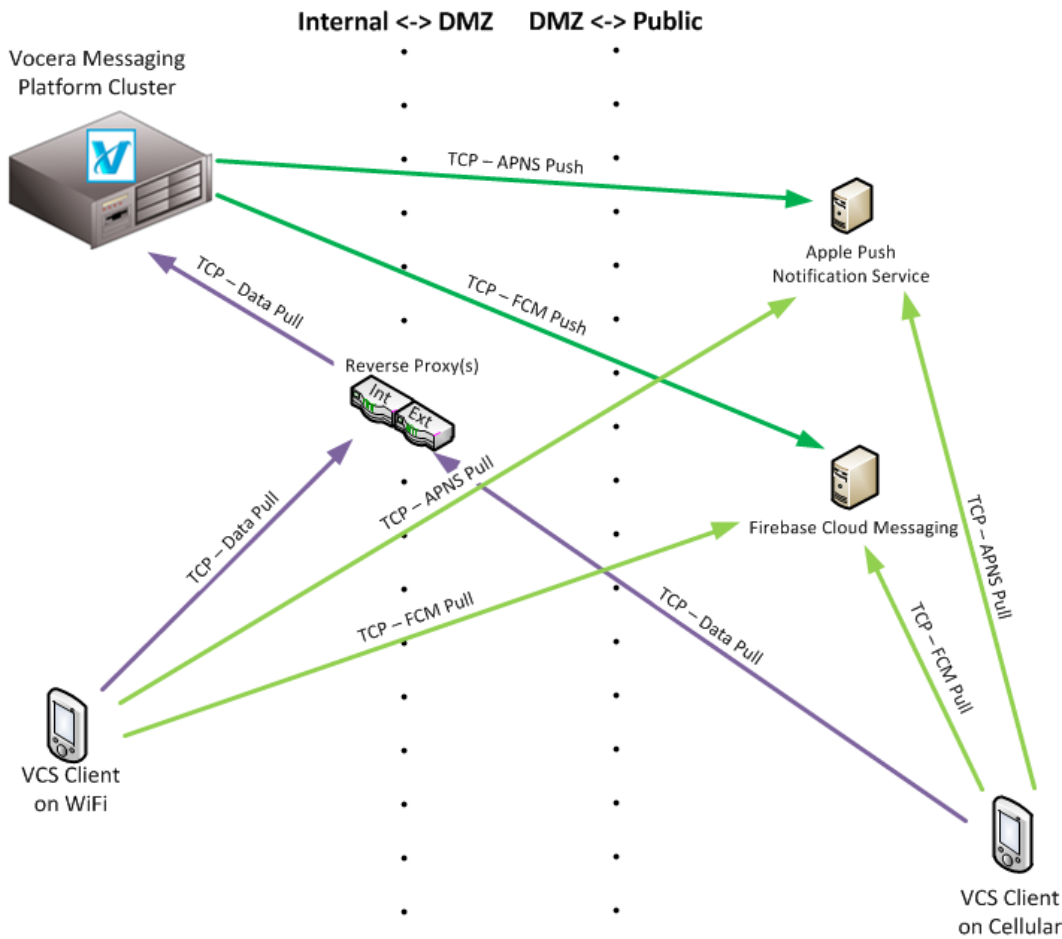 Internal <-> DMZ
DMZ <-> Public
Vocera Messaging
Platform Cluster
TCP – APNS Push
Apple Push
Notification Service
TCP – Data Pull
TCP – FCM Push
Reverse Proxy(s)
Int
Ext
TCP – APNS Pull
TCP – Data Pull
Firebase Cloud Messaging
TCP – APNS Pull
TCP – FCM Pull
TCP – Data Pull
TCP – FCM Pull
VCS Client
on WiFi
VCS Client
on Cellular